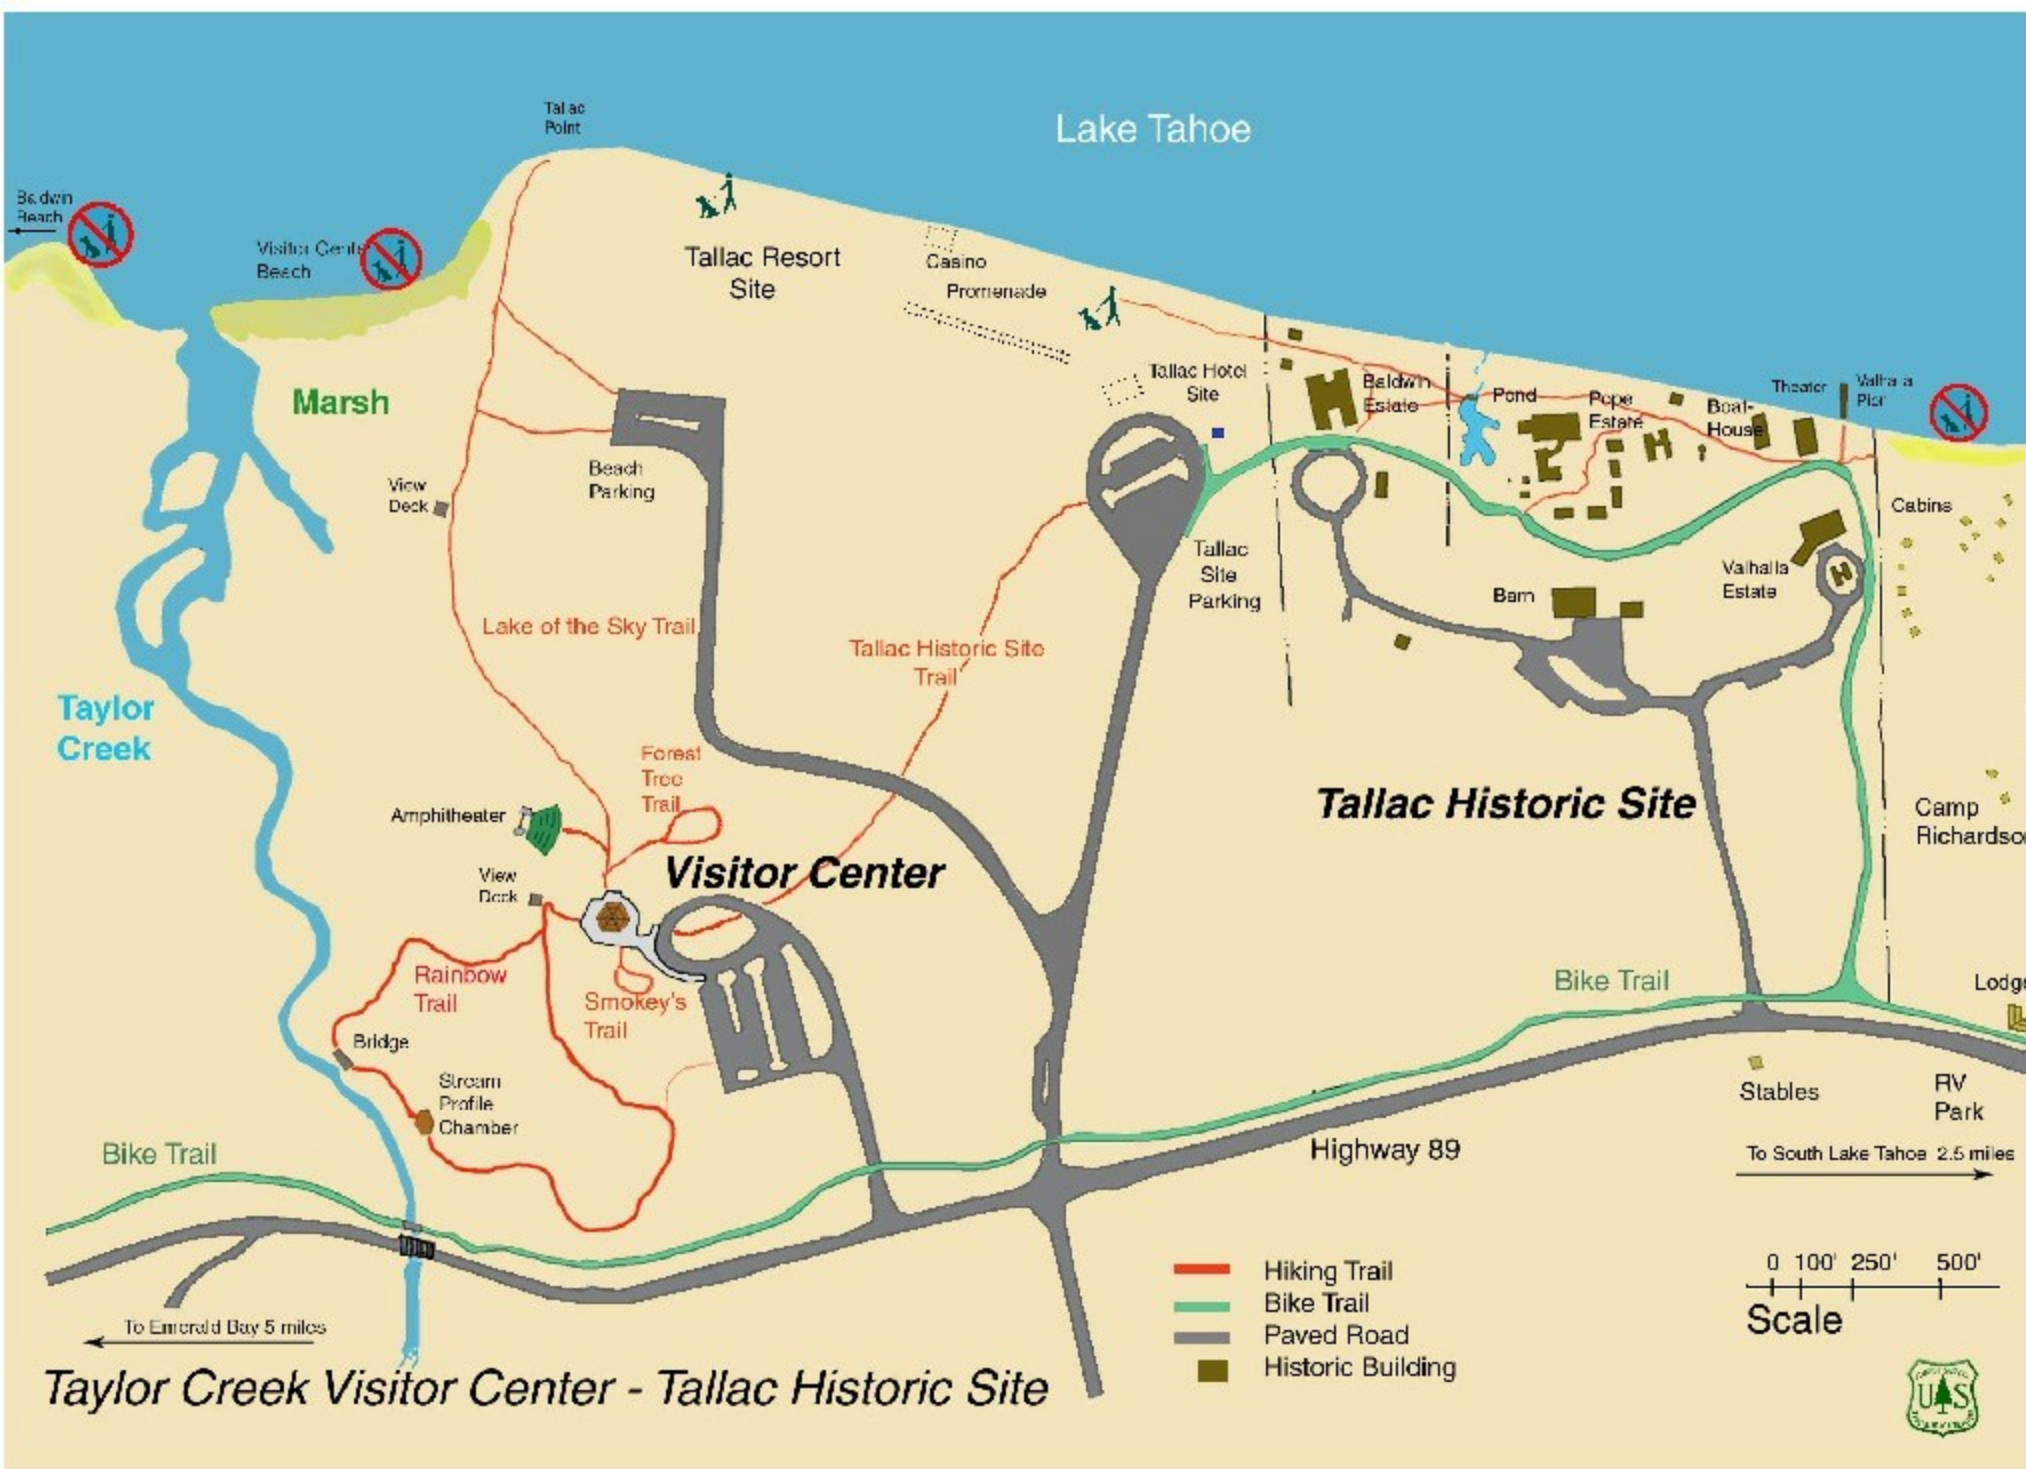 Tallac
Point
Lake Tahoe
Baldwin
Beach
Visitor Cente
Beach
Tallac Resort
Site
Casino
Promenade
Marsh
Tallac Hotel
Site
Baldwin
Estate
Pond
Pope
Estate
Boat-
House
Theater
Valhalla
Pier
View
Deck
Beach
Parking
Cabins
Tallac
Site
Parking
Barn
Valhalla
Estate
Lake of the Sky Trail
Tallac Historic Site
Trail
Taylor
Creek
Forest
Tree
Trail
Amphitheater
Tallac Historic Site
Camp
Richardso
View
Deck
Visitor Center
Rainbow
Trail
Smokey's
Trail
Bike Trail
Lodge
Bridge
Stream
Profile
Chamber
Stables
RV
Park
Bike Trail
Highway 89
To South Lake Tahoe 2.5 miles
Hiking Trail
Bike Trail
Paved Road
Historic Building
0 100' 250' 500'
Scale
To Emerald Bay 5 miles
Taylor Creek Visitor Center - Tallac Historic Site
U S